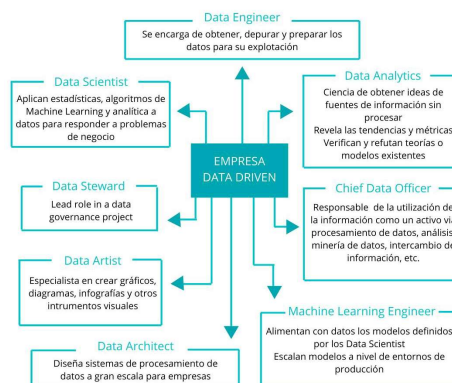 Data Engineer
Se encarga de obtener, depurar y preparar los
datos para su explotación
Data Scientist
Aplican estadísticas, algoritmos de
Machine Learning y analítica a
datos para responder a problemas
de negocio
Data Analytics
Ciencia de obtener ideas de
fuentes de información sin
procesar
Revela las tendencias y métricas
Verifican y refutan teorías o
modelos existentes
EMPRESA
DATA DRIVEN
Data Steward
Lead role in a data
governance project
Chief Data Officer
Responsable de la utilización de
la información como un activo vía
procesamiento de datos, análisis
minería de datos, intercambio de
información, etc.
Data Artist
Especialista en crear gráficos,
diagramas, infografías y otros
intrumentos visuales
Machine Learning Engineer
Alimentan con datos los modelos definidos
por los Data Scientist
Escalan modelos a nivel de entornos de
producción
Data Architect
Diseña sistemas de procesamiento de
datos a gran escala para empresas